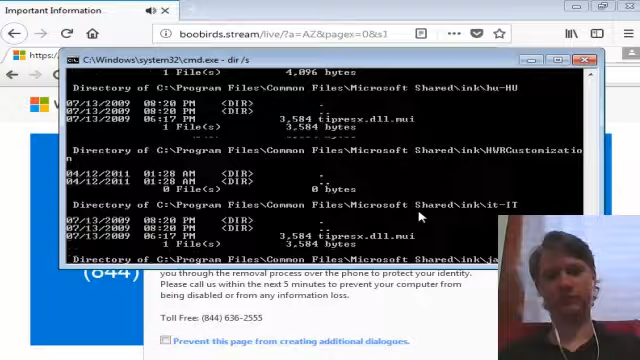 Important Information
boobirds.stream/live/?a=AZ&pagex=0&s1
https://
C:\Windows\system32\cmd.exe - dir /s
1 File(s) 4,096 bytes
Directory of C:\Program Files\Common Files\Microsoft Shared\ink\hu-HU
07/13/2009 08:20 PM <DIR> .
07/13/2009 08:20 PM <DIR> ..
07/13/2009 06:17 PM 3,584 tipresx.dll.mui
1 File(s) 3,584 bytes
Directory of C:\Program Files\Common Files\Microsoft Shared\ink\HWRCustomizatio
n
04/12/2011 01:28 AM <DIR> .
04/12/2011 01:28 AM <DIR> ..
0 File(s) 0 bytes
Directory of C:\Program Files\Common Files\Microsoft Shared\ink\it-IT
07/13/2009 08:20 PM <DIR> .
07/13/2009 08:20 PM <DIR> ..
07/13/2009 06:17 PM 3,584 tipresx.dll.mui
1 File(s) 3,584 bytes
Directory of C:\Program Files\Common Files\Microsoft Shared\ink\ja
(844)
you through the removal process over the phone to protect your identity.
Please call us within the next 5 minutes to prevent your computer from
being disabled or from any information loss.
Toll Free: (844) 636-2555
Prevent this page from creating additional dialogues.